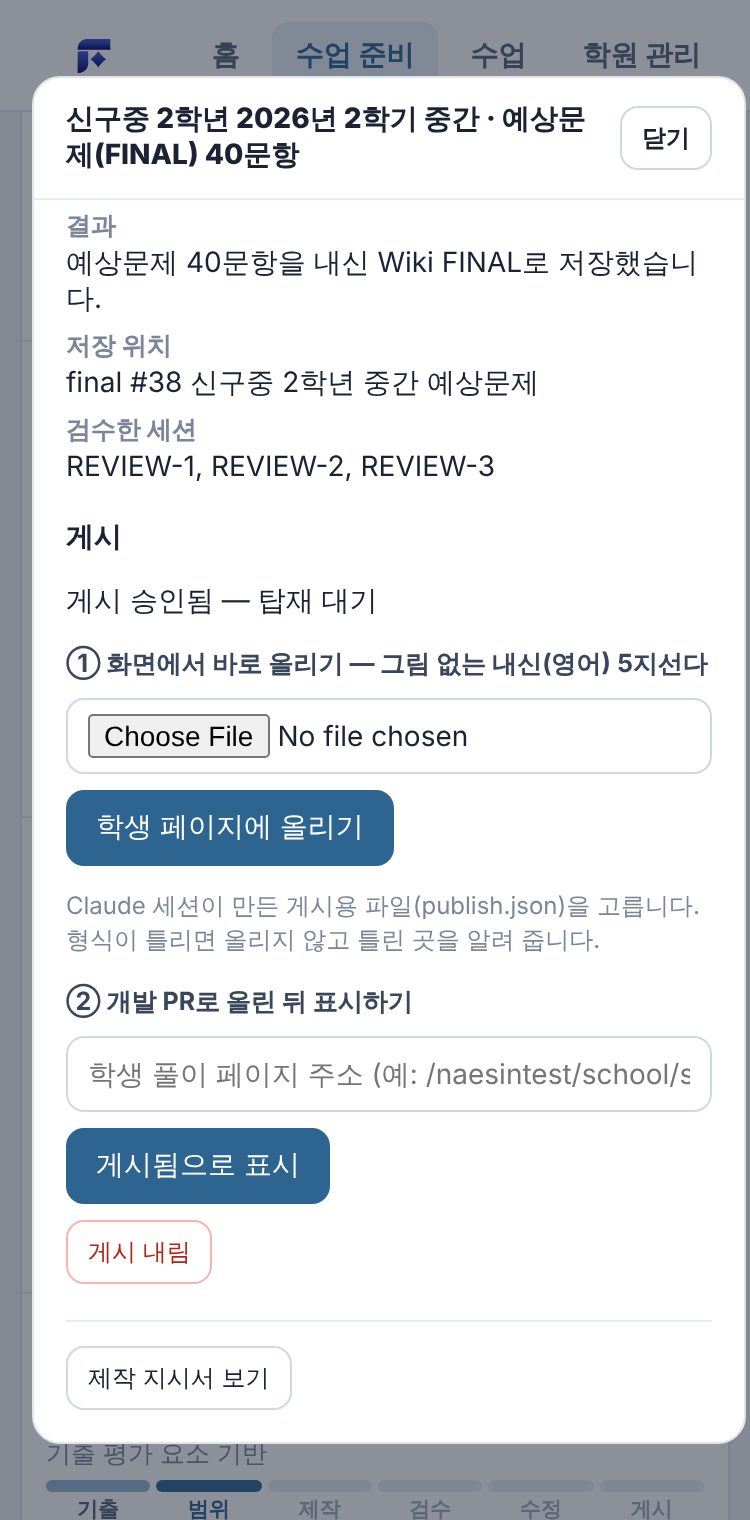 홈 수업 준비 수업 학원 관리
신구중 2학년 2026년 2학기 중간 · 예상문
제(FINAL) 40문항
닫기
결과
예상문제 40문항을 내신 Wiki FINAL로 저장했습니
다.
저장 위치
final #38 신구중 2학년 중간 예상문제
검수한 세션
REVIEW-1, REVIEW-2, REVIEW-3
게시
게시 승인됨 — 탑재 대기
① 화면에서 바로 올리기 — 그림 없는 내신(영어) 5지선다
Choose File No file chosen
학생 페이지에 올리기
Claude 세션이 만든 게시용 파일(publish.json)을 고릅니다.
형식이 틀리면 올리지 않고 틀린 곳을 알려 줍니다.
② 개발 PR로 올린 뒤 표시하기
학생 풀이 페이지 주소 (예: /naesintest/school/s
게시됨으로 표시
게시 내림
제작 지시서 보기
기출 평가 요소 기반
기출 범위 제작 검수 수정 게시